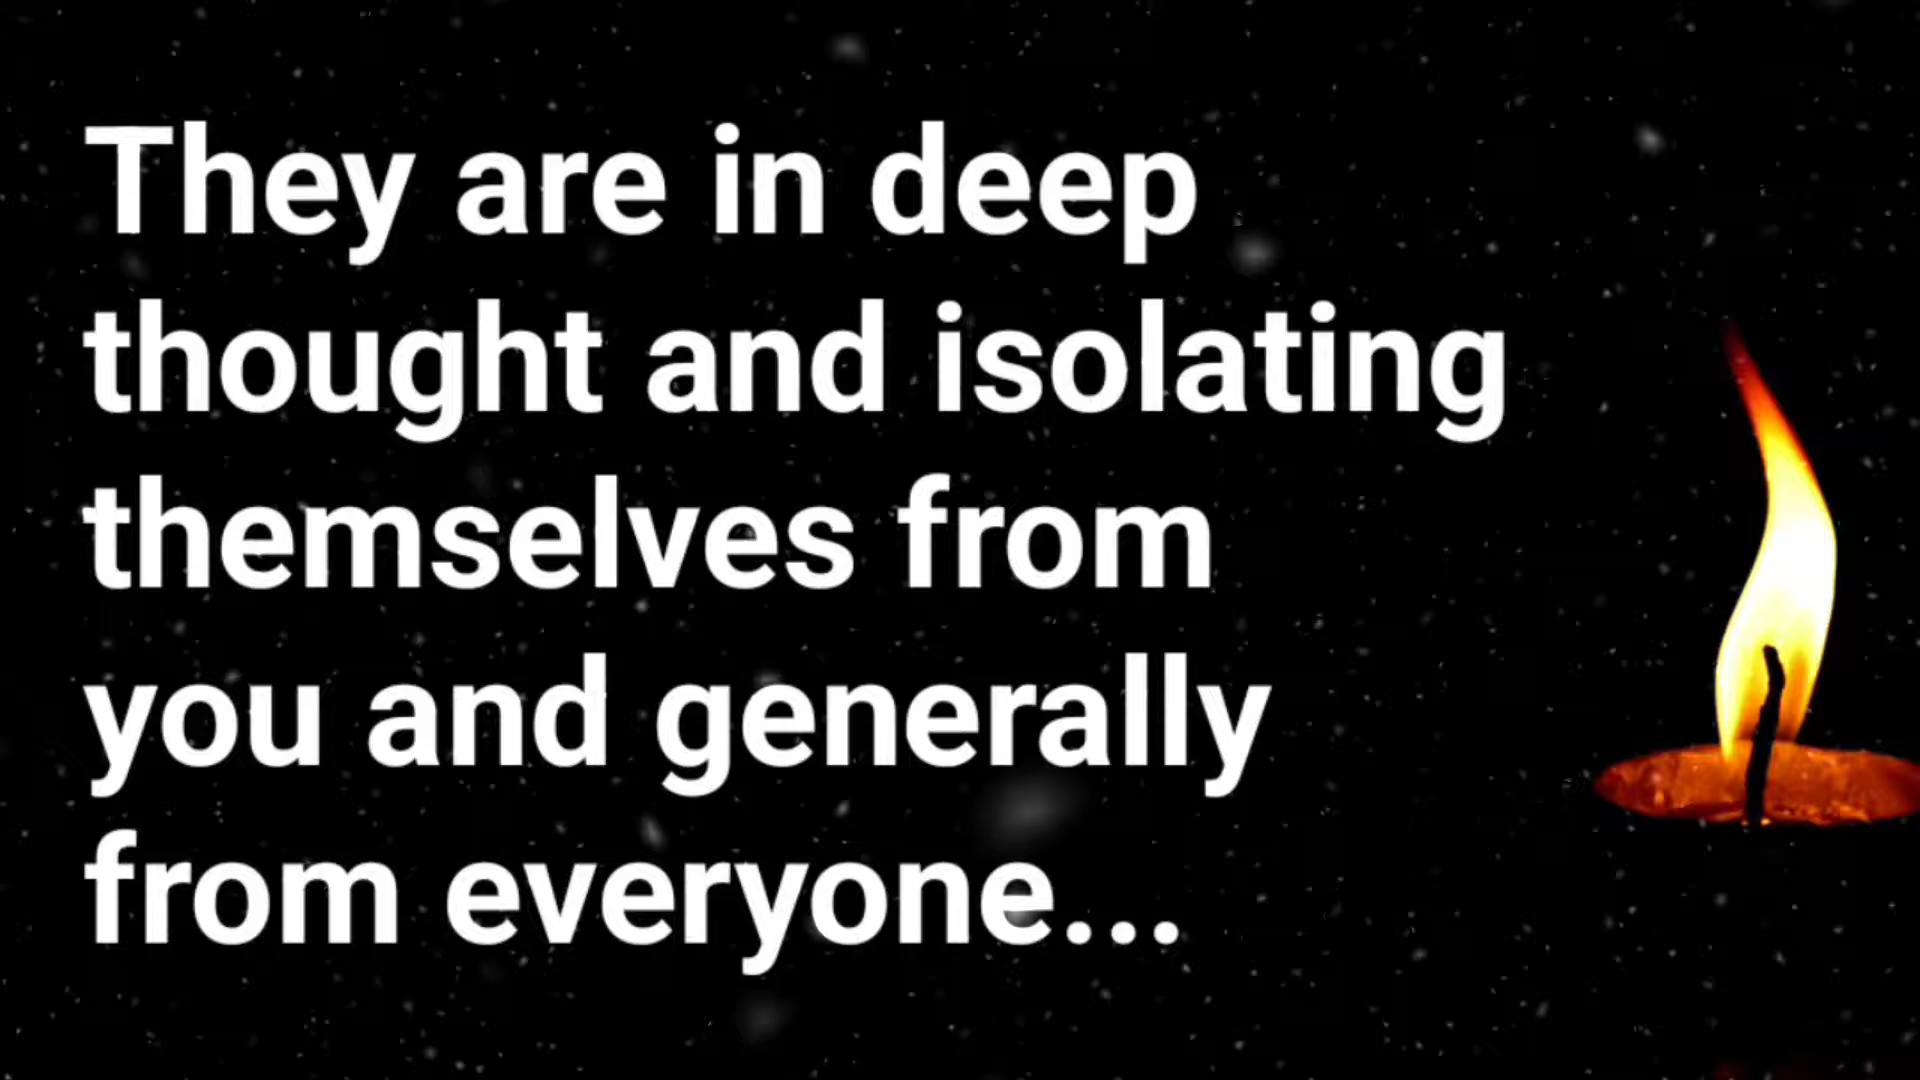 They are in deep
thought and isolating
themselves from
you and generally
from everyone...